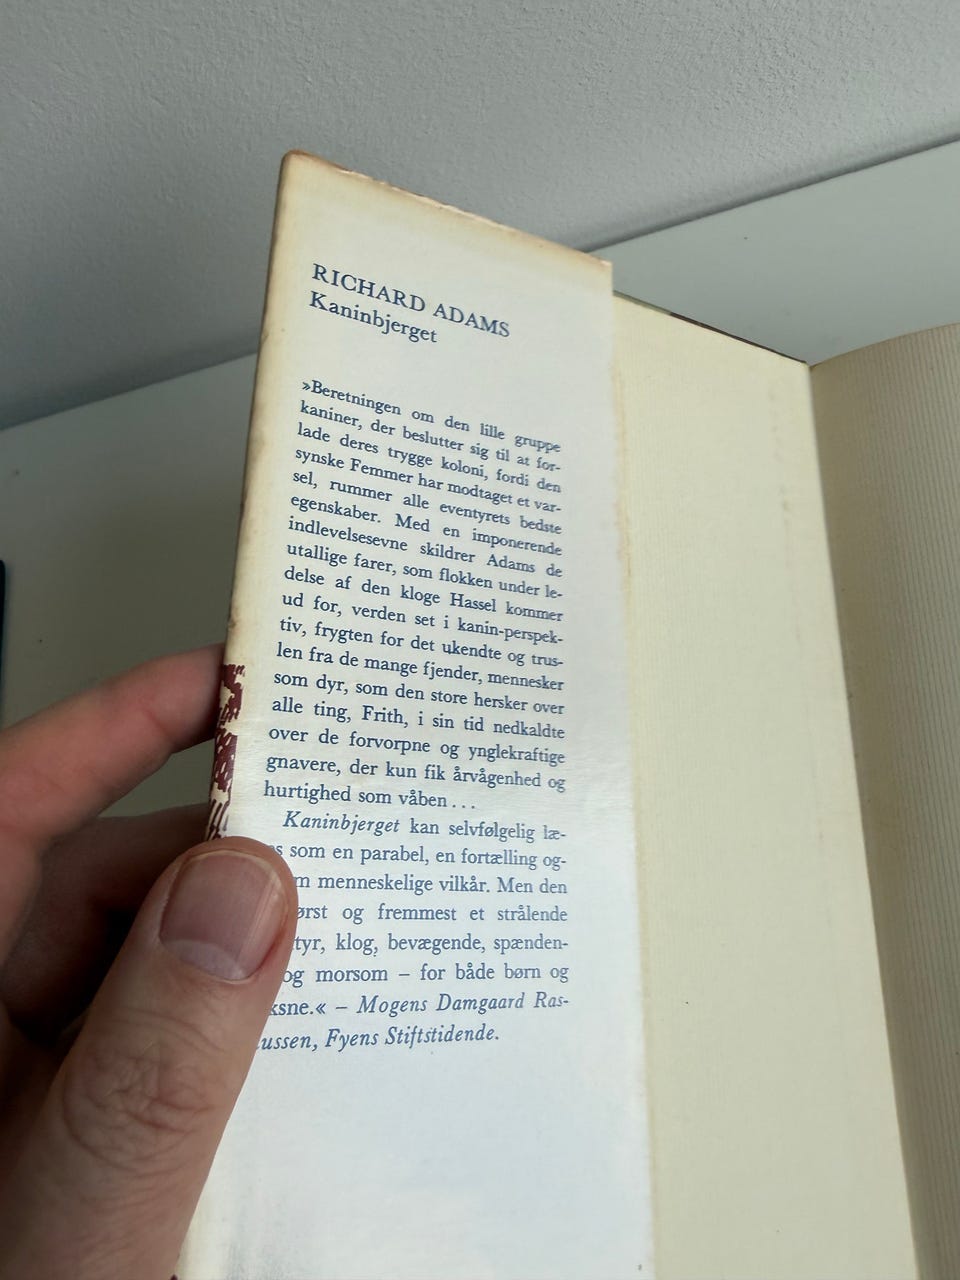 RICHARD ADAMS
Kaninbjerget
»Beretningen om den lille gruppe
kaniner, der beslutter sig til at for-
lade deres trygge koloni, fordi den
synske Femmer har modtaget et var-
sel, rummer alle eventyrets bedste
egenskaber. Med en imponerende
indlevelsesevne skildrer Adams de
utallige farer, som flokken under le-
delse af den kloge Hassel kommer
ud for, verden set i kanin-perspek-
tiv, frygten for det ukendte og trus-
len fra de mange fjender, mennesker
som dyr, som den store hersker over
alle ting, Frith, i sin tid nedkaldte
over de forvorpne og ynglekraftige
gnavere, der kun fik årvågenhed og
hurtighed som våben...
Kaninbjerget kan selvfølgelig læ-
som en parabel, en fortælling og-
menneskelige vilkår. Men den
og fremmest et strålende
klog, bevægende, spænden-
og morsom – for både børn og
– Mogens Damgaard Ras-
Fyens Stiftstidende.